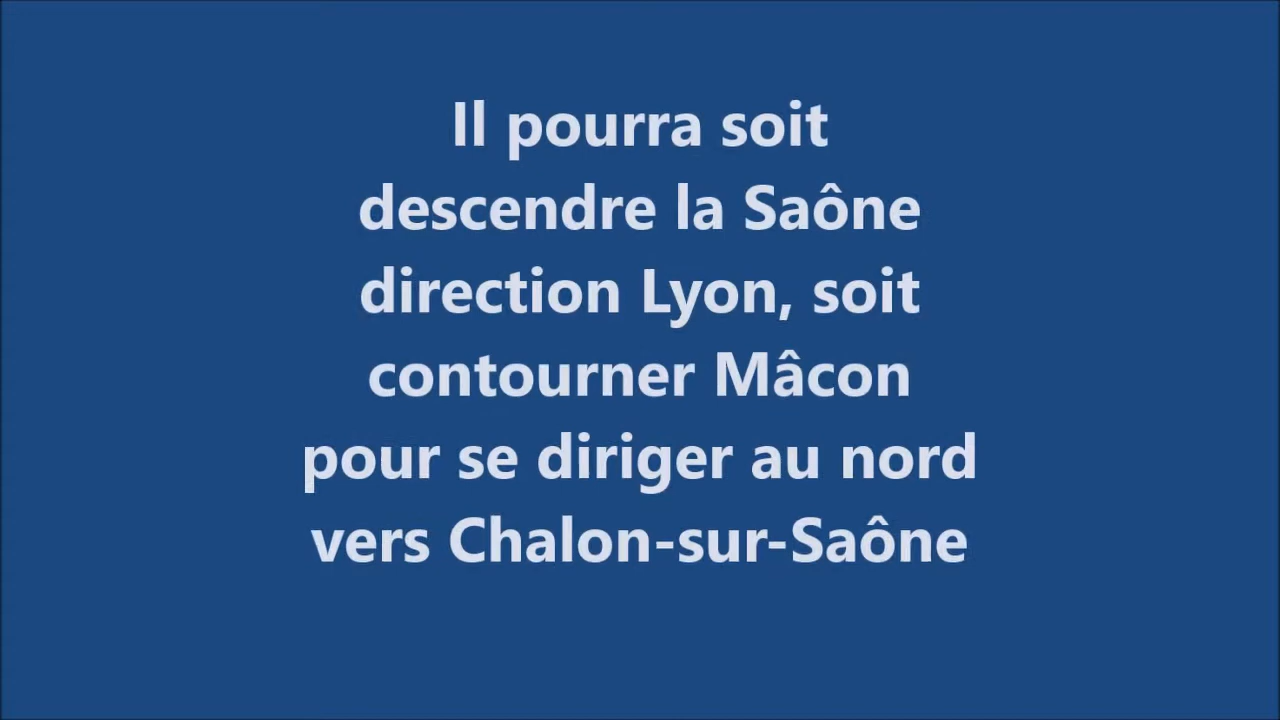 Il pourra soit
descendre la Saône
direction Lyon, soit
contourner Mâcon
pour se diriger au nord
vers Chalon-sur-Saône